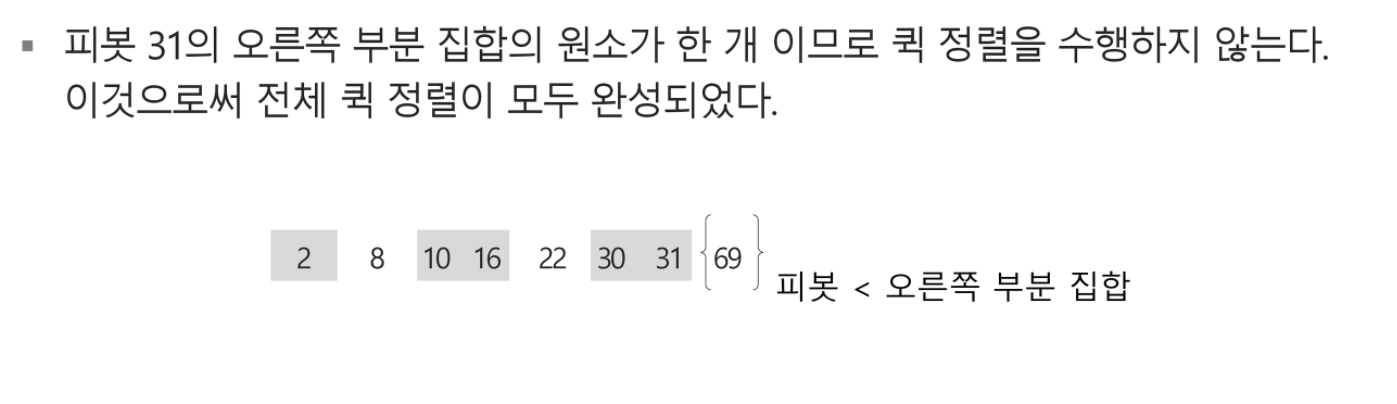 ▪ 피봇 31의 오른쪽 부분 집합의 원소가 한 개 이므로 퀵 정렬을 수행하지 않는다.
이것으로써 전체 퀵 정렬이 모두 완성되었다.
2 8 10 16 22 30 31 {69}
피봇 < 오른쪽 부분 집합